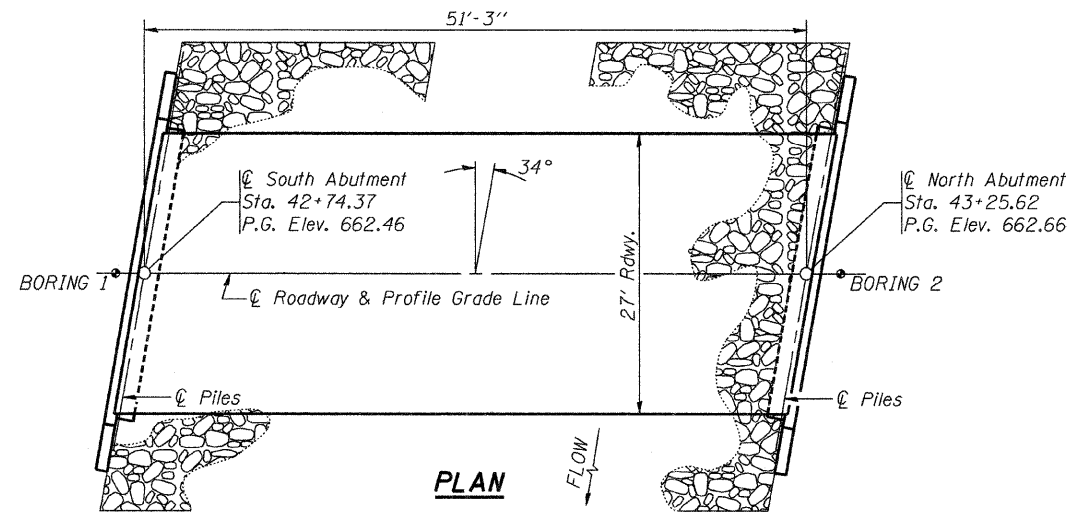 51'-3"
34°
℄ South Abutment
Sta. 42+74.37
P.G. Elev. 662.46
℄ North Abutment
Sta. 43+25.62
P.G. Elev. 662.66
BORING 1
BORING 2
℄ Roadway & Profile Grade Line
27' Rdwy.
℄ Piles
℄ Piles
FLOW
PLAN